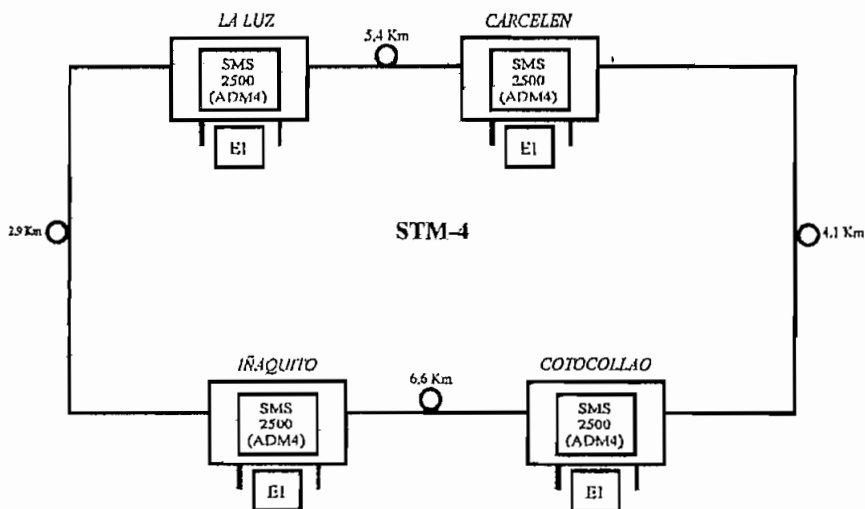 LA LUZ
CARCELEN
5,4 Km
SMS
2500
(ADM4)
SMS
2500
(ADM4)
E1
E1
2,9 Km
STM-4
4,1 Km
IÑAQUITO
COTOCOLLAO
6,6 Km
SMS
2500
(ADM4)
SMS
2500
(ADM4)
E1
E1